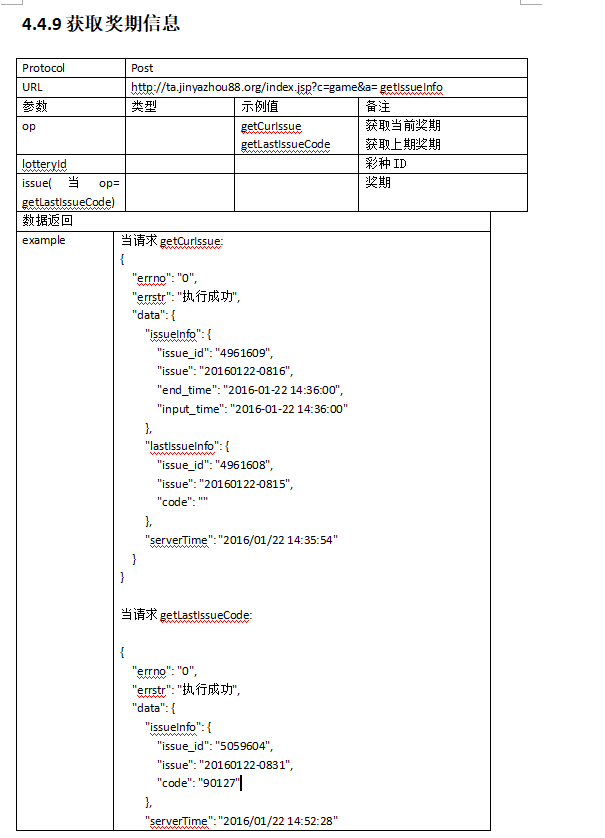 4.4.9 获取奖期信息
Protocol Post
URL http://ta.jinyazhou88.org/index.jsp?c=game&a= getIssueInfo
参数 类型 示例值 备注
op getCurIssue 获取当前奖期
getLastIssueCode 获取上期奖期
lotteryId 彩种 ID
issue( 当 op= 奖期
getLastIssueCode)
数据返回
example 当请求 getCurIssue:
{
"errno": "0",
"errstr": "执行成功",
"data": {
"issueInfo": {
"issue_id": "4961609",
"issue": "20160122-0816",
"end_time": "2016-01-22 14:36:00",
"input_time": "2016-01-22 14:36:00"
},
"lastIssueInfo": {
"issue_id": "4961608",
"issue": "20160122-0815",
"code": ""
},
"serverTime": "2016/01/22 14:35:54"
}
}
当请求 getLastIssueCode:
{
"errno": "0",
"errstr": "执行成功",
"data": {
"issueInfo": {
"issue_id": "5059604",
"issue": "20160122-0831",
"code": "90127"
},
"serverTime": "2016/01/22 14:52:28"